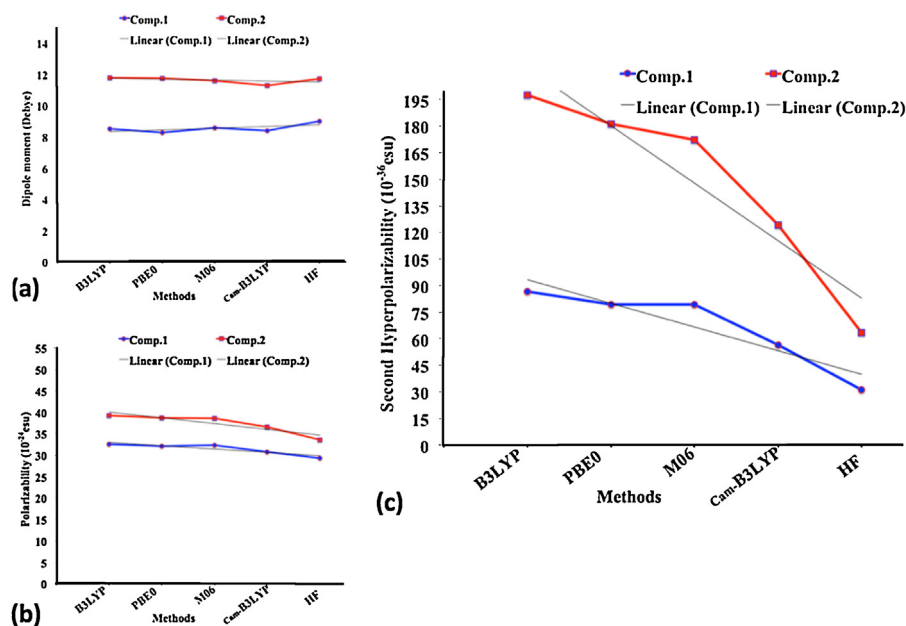 Comp.1 Comp.2
Linear (Comp.1) Linear (Comp.2)
14
12
10
8
6
4
2
0
Dipole moment (Debye)
B3LYP PBE0 M06 Cam-B3LYP HF
Methods
(a)
Comp.1 Comp.2
Linear (Comp.1) Linear (Comp.2)
55
50
45
40
35
30
25
20
15
10
5
0
Polarizability (10⁻²⁴esu)
B3LYP PBE0 M06 Cam-B3LYP HF
Methods
(b)
Comp.1 Comp.2
Linear (Comp.1) Linear (Comp.2)
195
180
165
150
135
120
105
90
75
60
45
30
15
0
Second Hyperpolarizability (10⁻³⁶esu)
B3LYP PBE0 M06 Cam-B3LYP HF
Methods
(c)